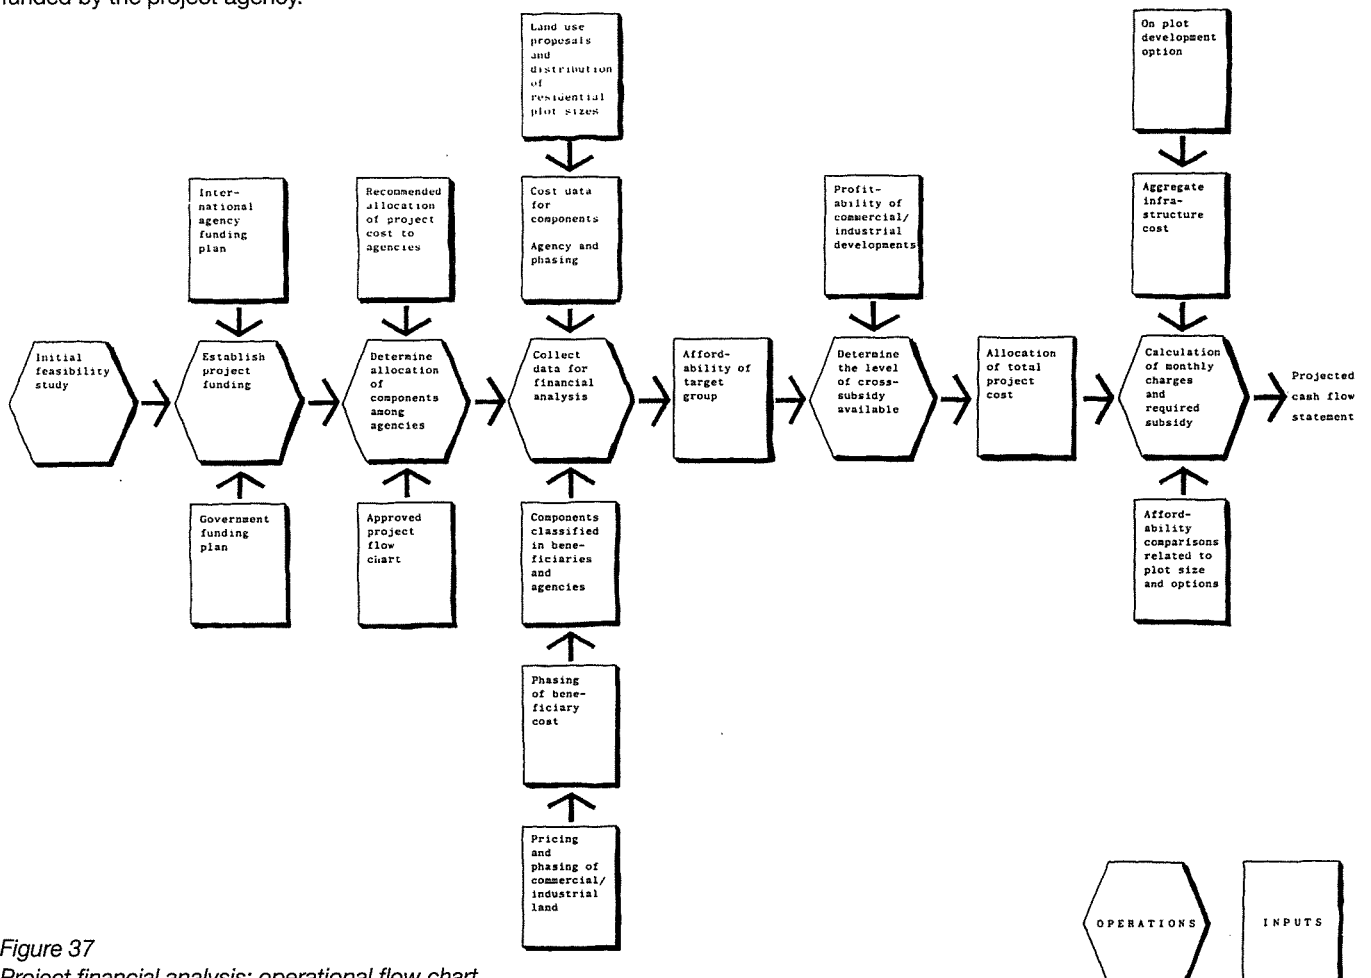 funded by the project agency.
Land use
proposals
and
distribution
of
residential
plot sizes
On plot
development
option
Inter-
national
agency
funding
plan
Recommended
allocation
of project
cost to
agencies
Cost data
for
components
Agency and
phasing
Profit-
ability of
commercial/
industrial
developments
Aggregate
infra-
structure
cost
Initial
feasibility
study
Establish
project
funding
Determine
allocation
of
components
among
agencies
Collect
data for
financial
analysis
Afford-
ability of
target
group
Determine
the level
of cross-
subsidy
available
Allocation
of total
project
cost
Calculation
of monthly
charges
and
required
subsidy
Projected
cash flow
statement
Government
funding
plan
Approved
project
flow
chart
Components
classified
in bene-
ficiaries
and
agencies
Afford-
ability
comparisons
related to
plot size
and options
Phasing
of bene-
ficiary
cost
Pricing
and
phasing of
commercial/
industrial
land
OPERATIONS
INPUTS
Figure 37
Project financial analysis: operational flow chart